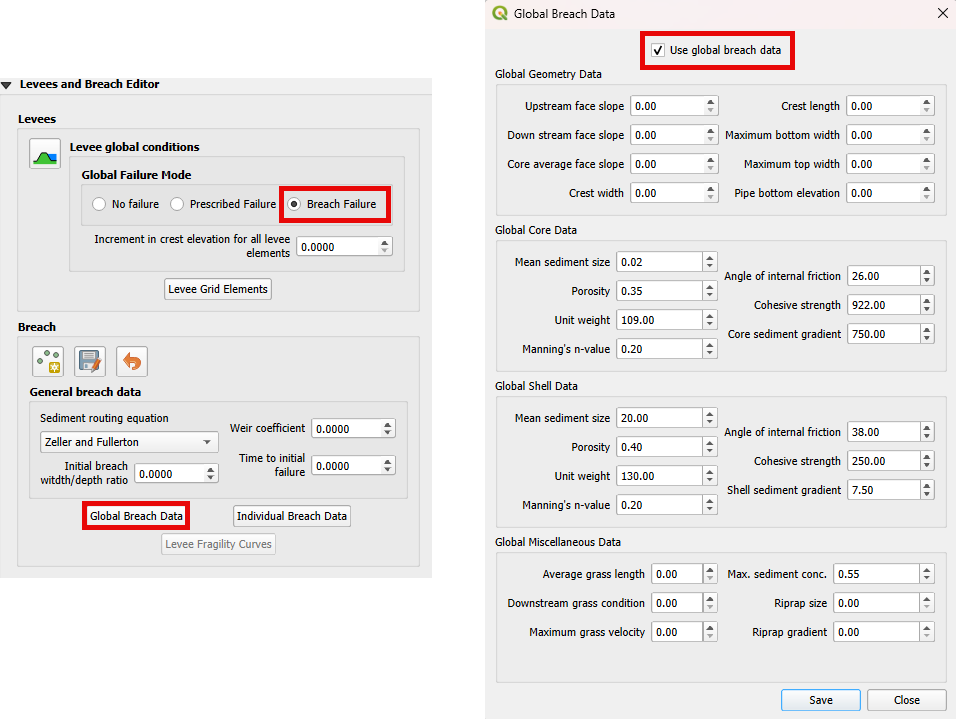 Levees and Breach Editor
Levees
Levee global conditions
Global Failure Mode
No failure
Prescribed Failure
Breach Failure
Increment in crest elevation for all levee
elements
0.0000
Levee Grid Elements
Breach
General breach data
Sediment routing equation
Zeller and Fullerton
Weir coefficient
0.0000
Initial breach
witdth/depth ratio
0.0000
Time to initial
failure
0.0000
Global Breach Data
Individual Breach Data
Levee Fragility Curves
Global Breach Data
Use global breach data
Global Geometry Data
Upstream face slope 0.00 Crest length 0.00
Down stream face slope 0.00 Maximum bottom width 0.00
Core average face slope 0.00 Maximum top width 0.00
Crest width 0.00 Pipe bottom elevation 0.00
Global Core Data
Mean sediment size 0.02
Angle of internal friction 26.00
Porosity 0.35
Cohesive strength 922.00
Unit weight 109.00
Core sediment gradient 750.00
Manning's n-value 0.20
Global Shell Data
Mean sediment size 20.00
Angle of internal friction 38.00
Porosity 0.40
Cohesive strength 250.00
Unit weight 130.00
Shell sediment gradient 7.50
Manning's n-value 0.20
Global Miscellaneous Data
Average grass length 0.00 Max. sediment conc. 0.55
Downstream grass condition 0.00 Riprap size 0.00
Maximum grass velocity 0.00 Riprap gradient 0.00
Save
Close